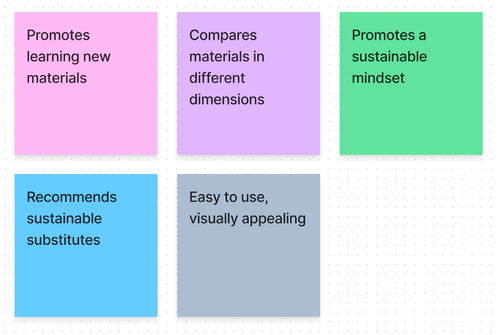 Promotes
learning new
materials
Compares
materials in
different
dimensions
Promotes a
sustainable
mindset
Recommends
sustainable
substitutes
Easy to use,
visually appealing